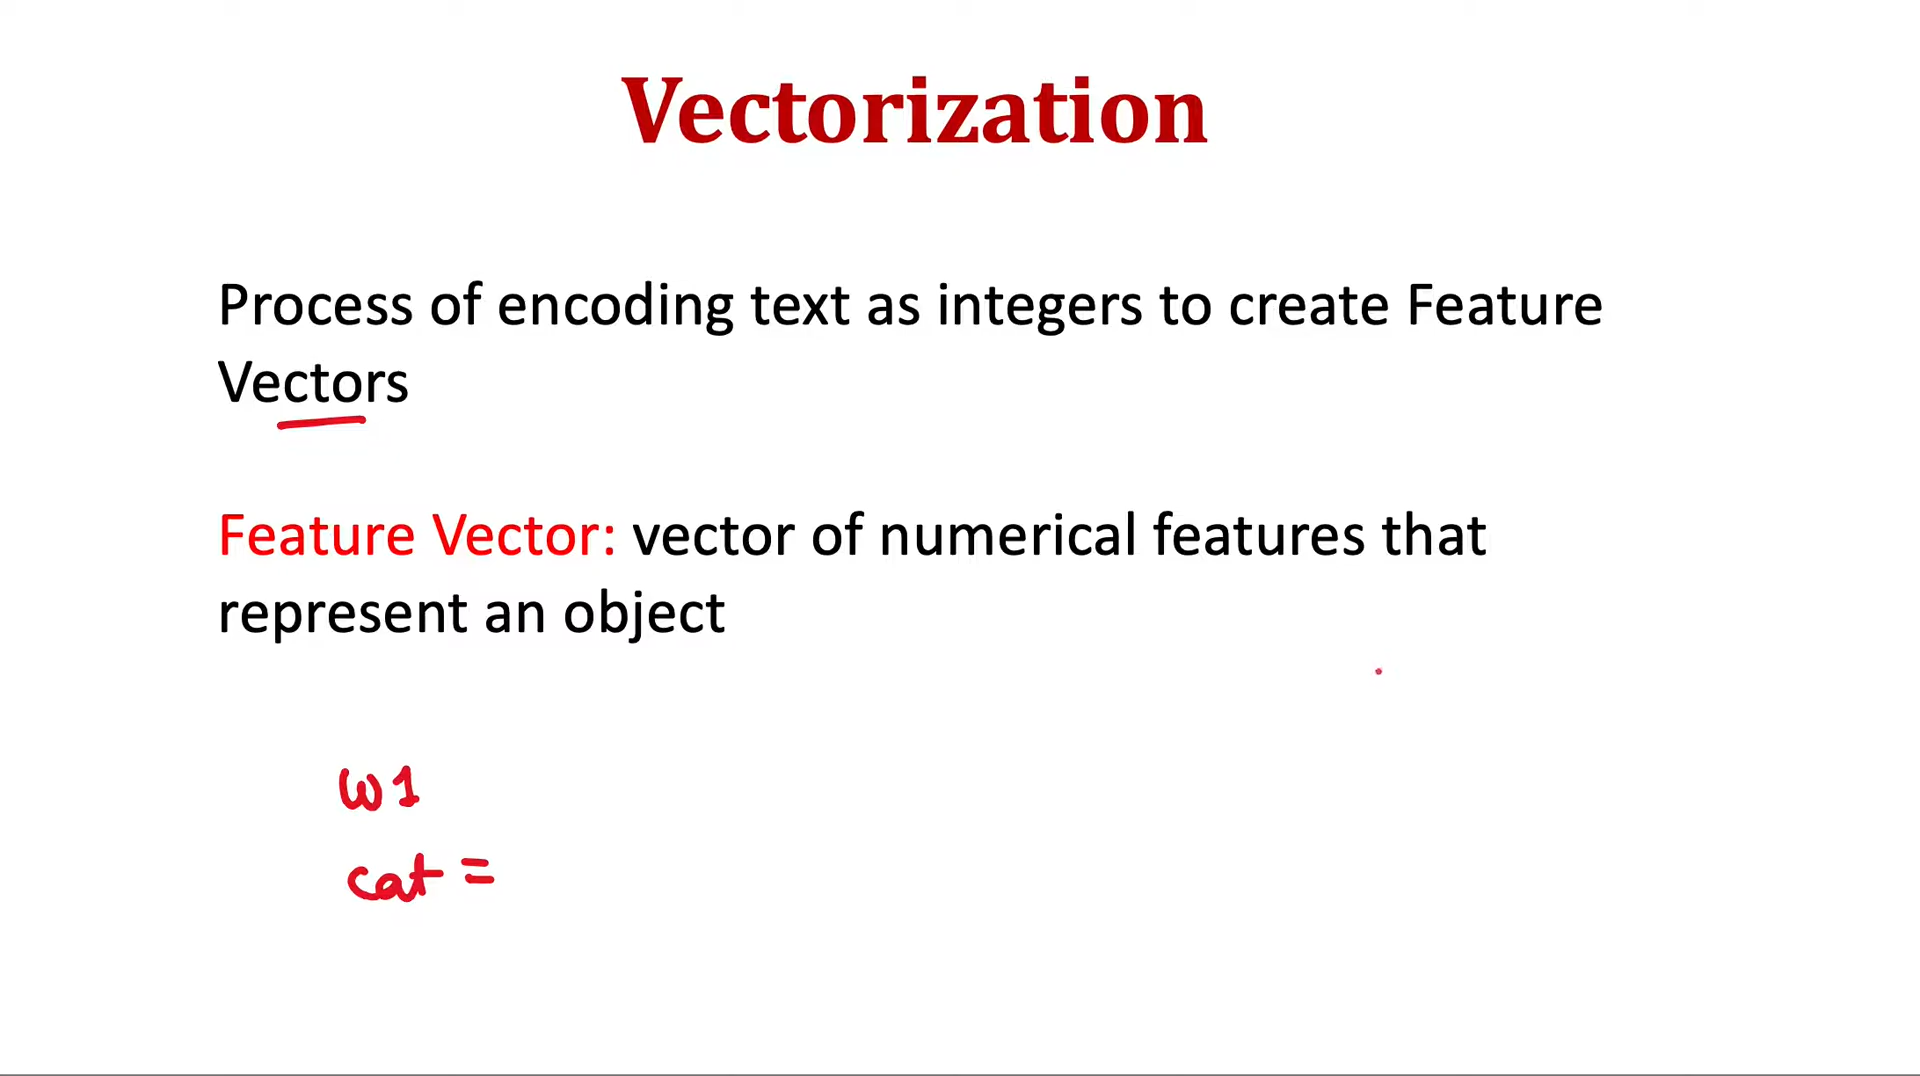 Vectorization
Process of encoding text as integers to create Feature
Vectors
Feature Vector: vector of numerical features that
represent an object
w1
cat =